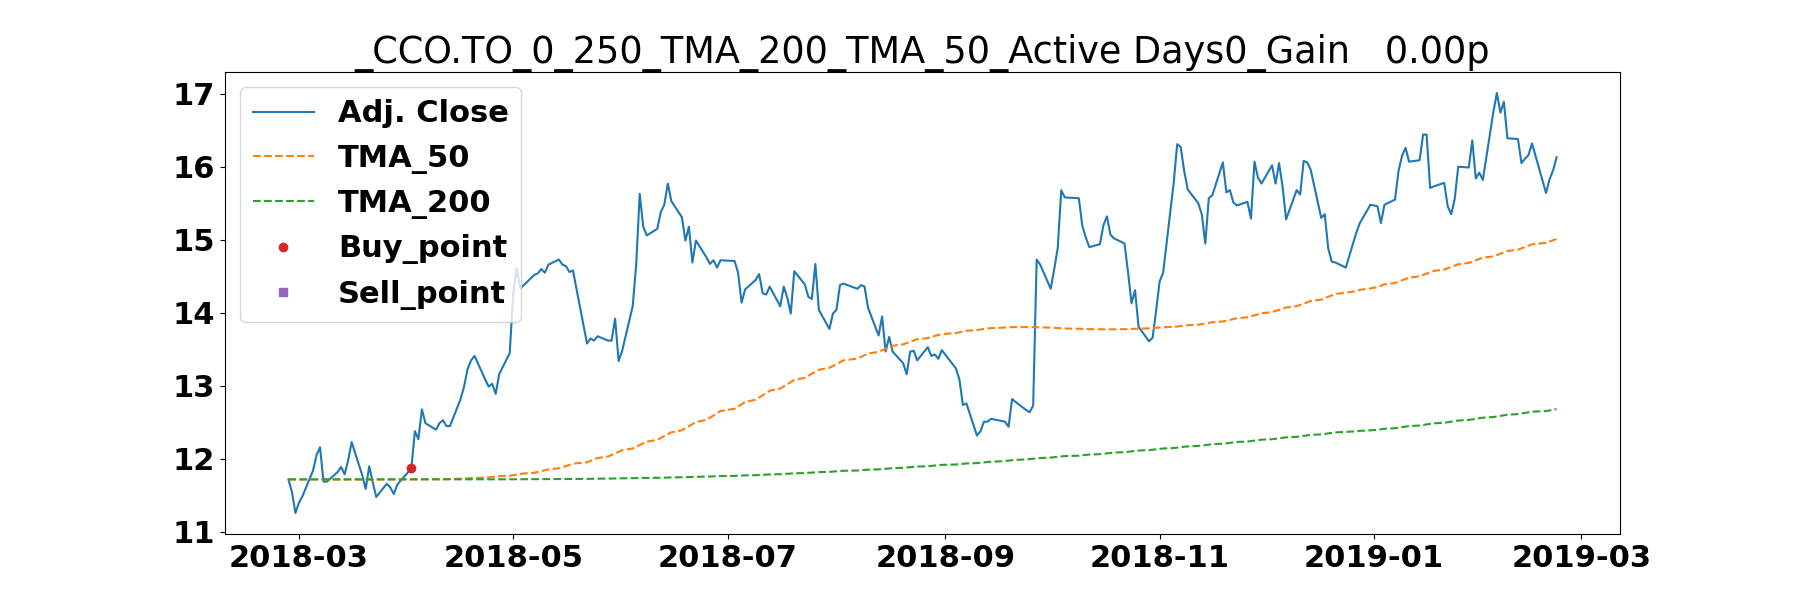 _CCO.TO_0_250_TMA_200_TMA_50_Active Days0_Gain   0.00p
17
16
15
14
13
12
11
Adj. Close
TMA_50
TMA_200
Buy_point
Sell_point
2018-03 2018-05 2018-07 2018-09 2018-11 2019-01 2019-03